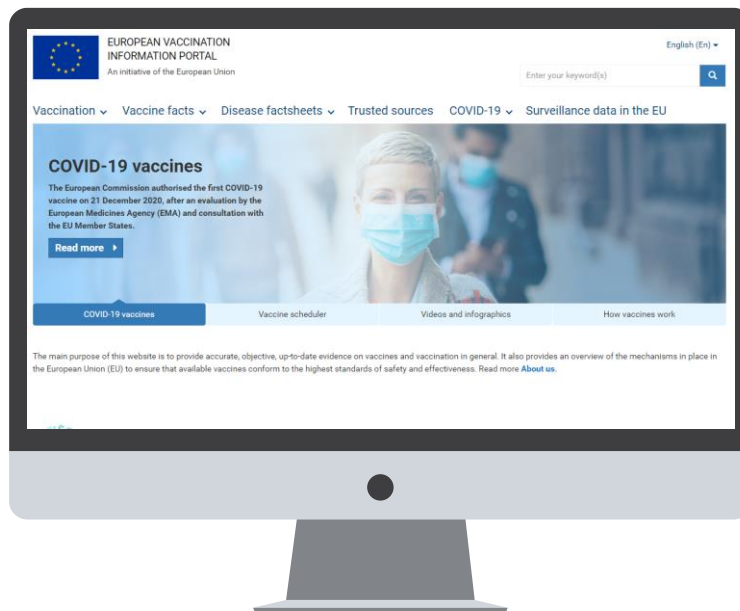 EUROPEAN VACCINATION
INFORMATION PORTAL
An initiative of the European Union
English (En)
Enter your keyword(s)
Vaccination Vaccine facts Disease factsheets Trusted sources COVID-19 Surveillance data in the EU
COVID-19 vaccines
The European Commission authorised the first COVID-19
vaccine on 21 December 2020, after an evaluation by the
European Medicines Agency (EMA) and consultation with
the EU Member States.
Read more
COVID-19 vaccines Vaccine scheduler Videos and infographics How vaccines work
The main purpose of this website is to provide accurate, objective, up-to-date evidence on vaccines and vaccination in general. It also provides an overview of the mechanisms in place in
the European Union (EU) to ensure that available vaccines conform to the highest standards of safety and effectiveness. Read more About us.